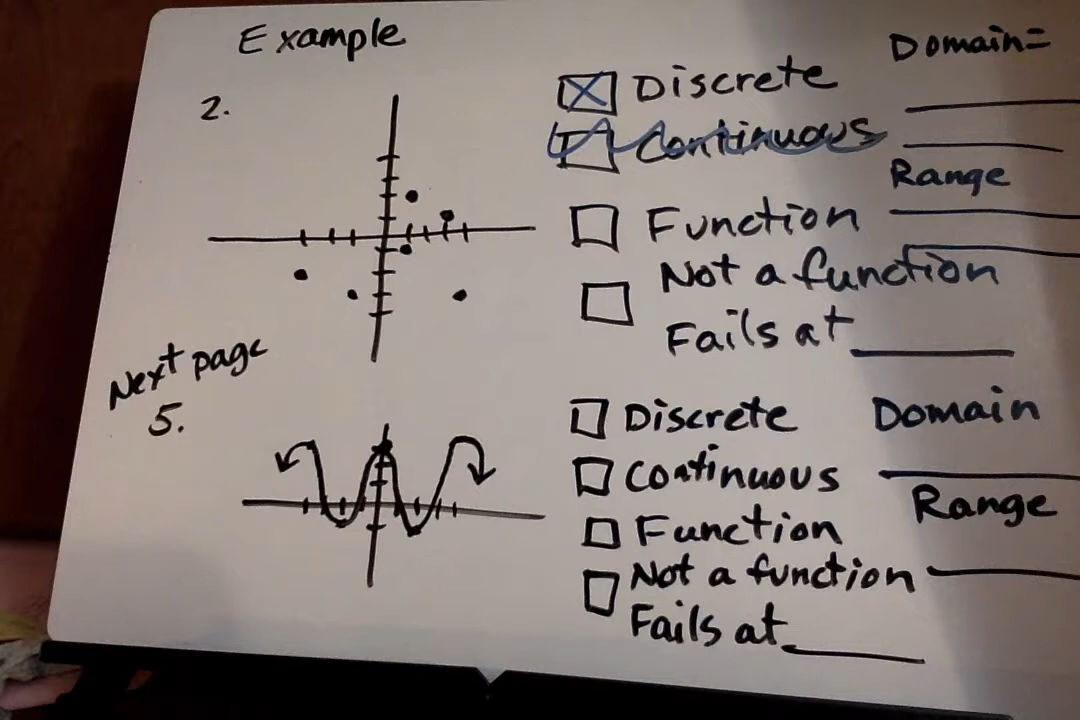 Example
2.
Discrete
Continuous
Function
Not a function
Fails at
Domain=
Range
Next page
5.
Discrete
Continuous
Function
Not a function
Fails at
Domain
Range